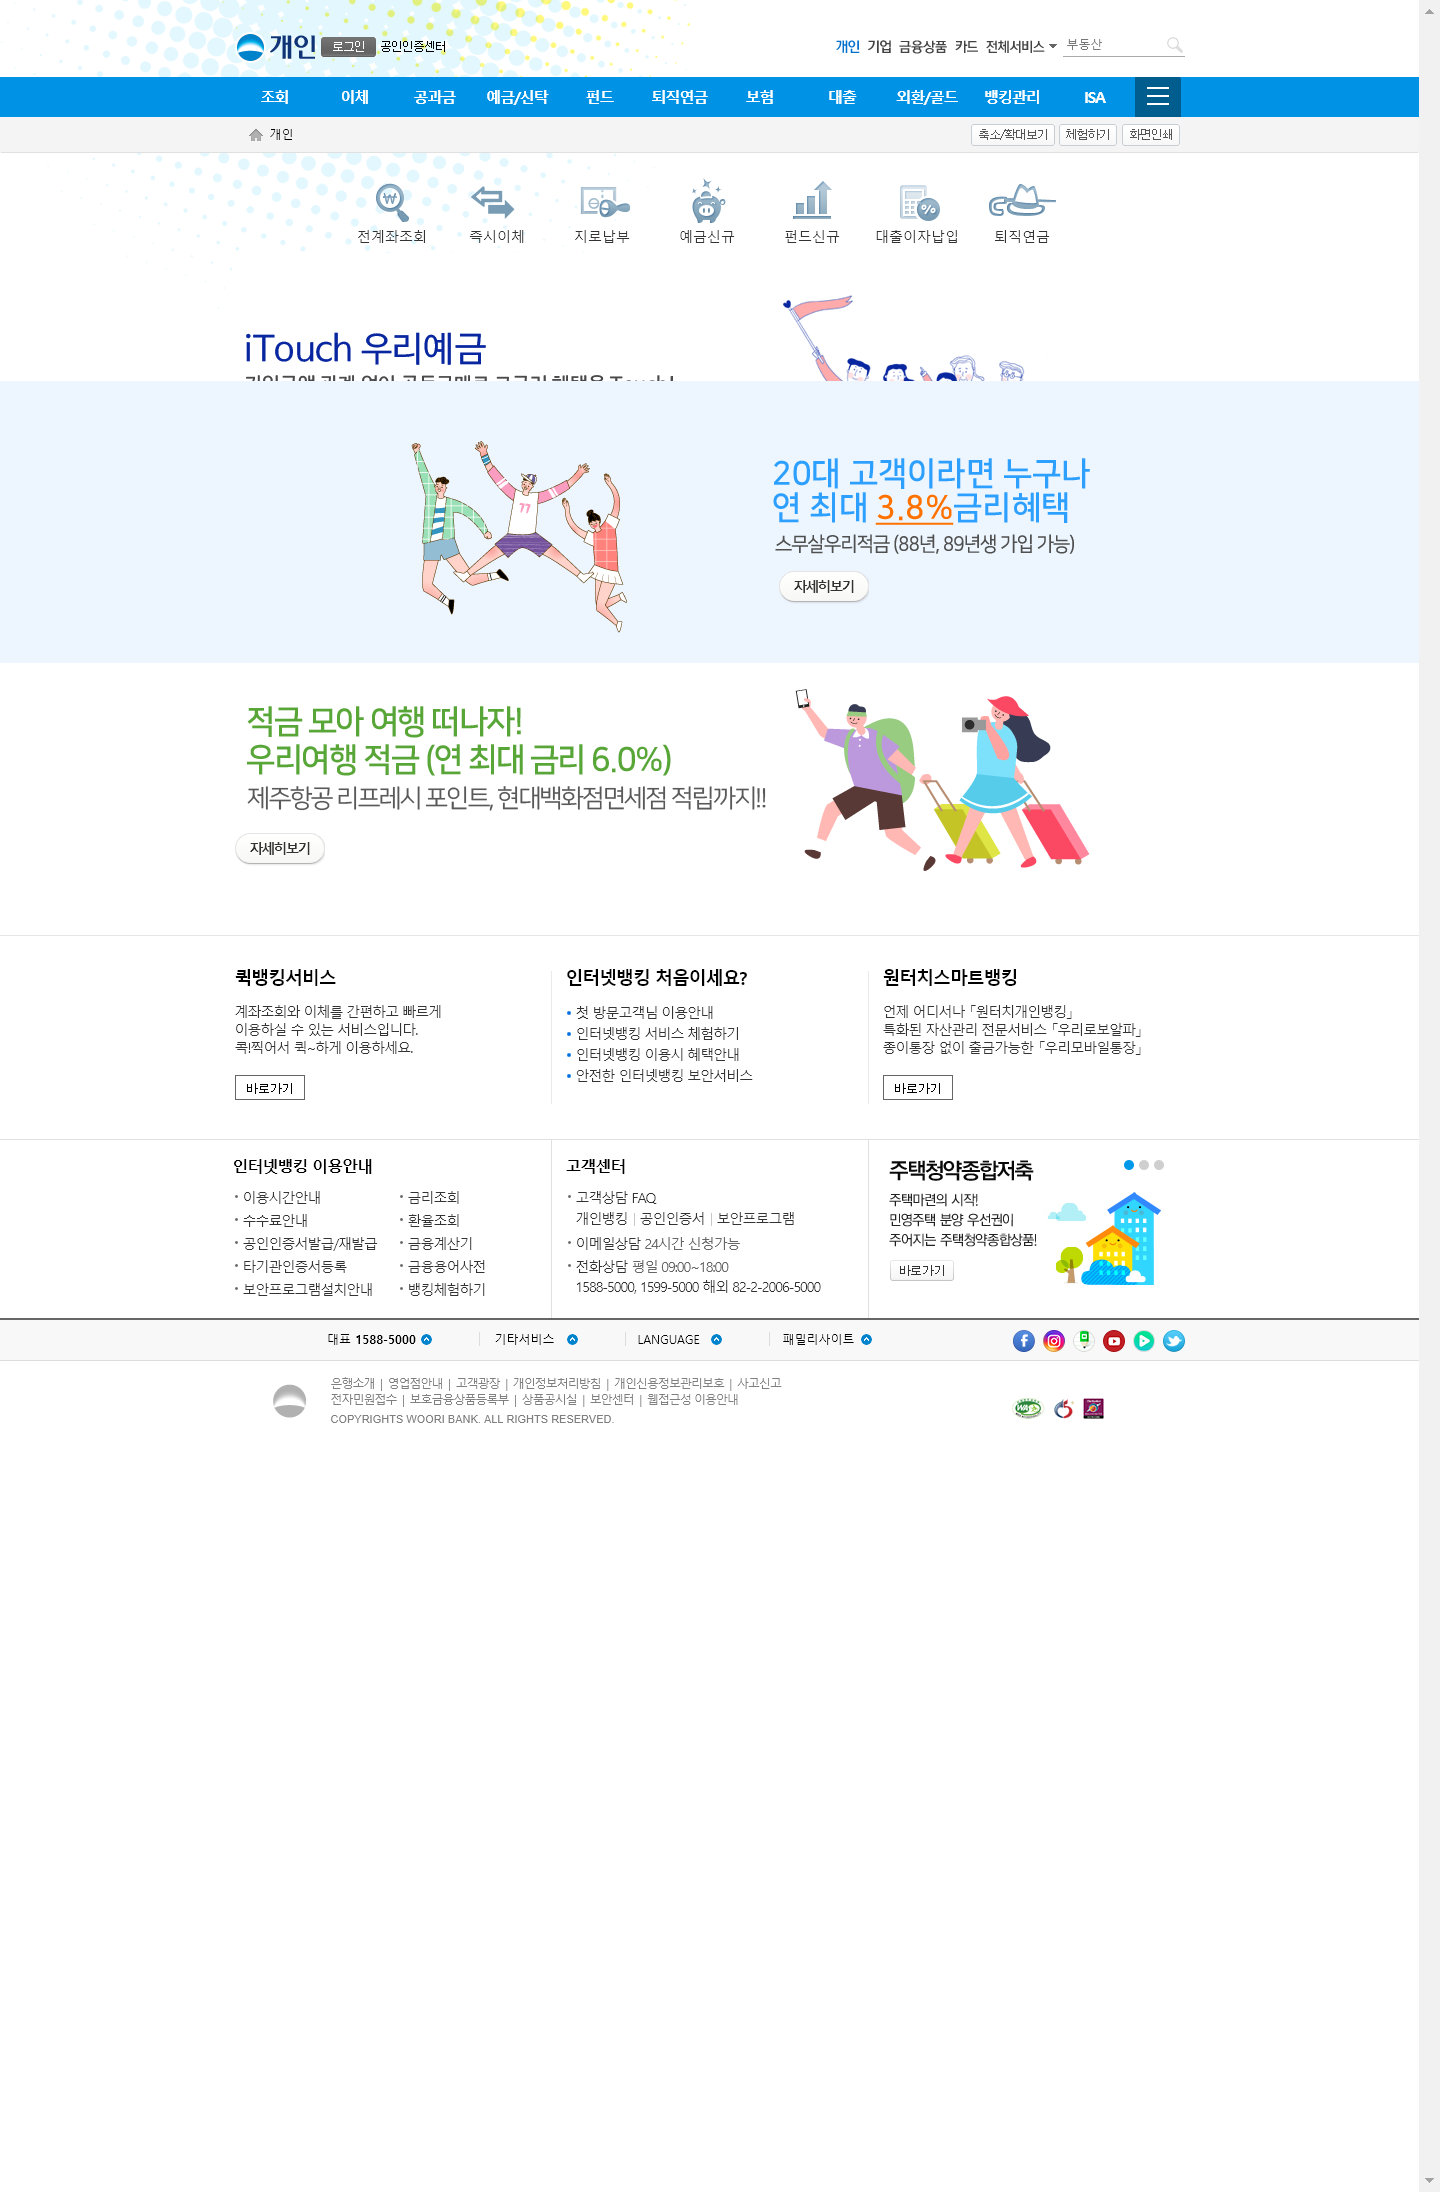 개인 로그인 공인인증센터
개인 기업 금융상품 카드 전체서비스 부동산
조회 이체 공과금 예금/신탁 펀드 퇴직연금 보험 대출 외환/골드 뱅킹관리 ISA
개인
축소/확대보기 체험하기 화면인쇄
전계좌조회 즉시이체 지로납부 예금신규 펀드신규 대출이자납입 퇴직연금
iTouch 우리예금
77
20대 고객이라면 누구나
연 최대 3.8%금리혜택
스무살우리적금 (88년, 89년생 가입 가능)
자세히보기
적금 모아 여행 떠나자!
우리여행 적금 (연 최대 금리 6.0%)
제주항공 리프레시 포인트, 현대백화점면세점 적립까지!!
자세히보기
퀵뱅킹서비스
계좌조회와 이체를 간편하고 빠르게
이용하실 수 있는 서비스입니다.
콕!찍어서 퀵~하게 이용하세요.
바로가기
인터넷뱅킹 처음이세요?
첫 방문고객님 이용안내
인터넷뱅킹 서비스 체험하기
인터넷뱅킹 이용시 혜택안내
안전한 인터넷뱅킹 보안서비스
원터치스마트뱅킹
언제 어디서나 「원터치개인뱅킹」
특화된 자산관리 전문서비스 「우리로보알파」
종이통장 없이 출금가능한 「우리모바일통장」
바로가기
인터넷뱅킹 이용안내
이용시간안내
수수료안내
공인인증서발급/재발급
타기관인증서등록
보안프로그램설치안내
금리조회
환율조회
금융계산기
금융용어사전
뱅킹체험하기
고객센터
고객상담 FAQ
개인뱅킹 | 공인인증서 | 보안프로그램
이메일상담 24시간 신청가능
전화상담 평일 09:00~18:00
1588-5000, 1599-5000 해외 82-2-2006-5000
주택청약종합저축
주택마련의 시작!
민영주택 분양 우선권이
주어지는 주택청약종합상품!
바로가기
대표 1588-5000 기타서비스 LANGUAGE 패밀리사이트
은행소개 | 영업점안내 | 고객광장 | 개인정보처리방침 | 개인신용정보관리보호 | 사고신고
전자민원접수 | 보호금융상품등록부 | 상품공시실 | 보안센터 | 웹접근성 이용안내
COPYRIGHTS WOORI BANK. ALL RIGHTS RESERVED.
WA